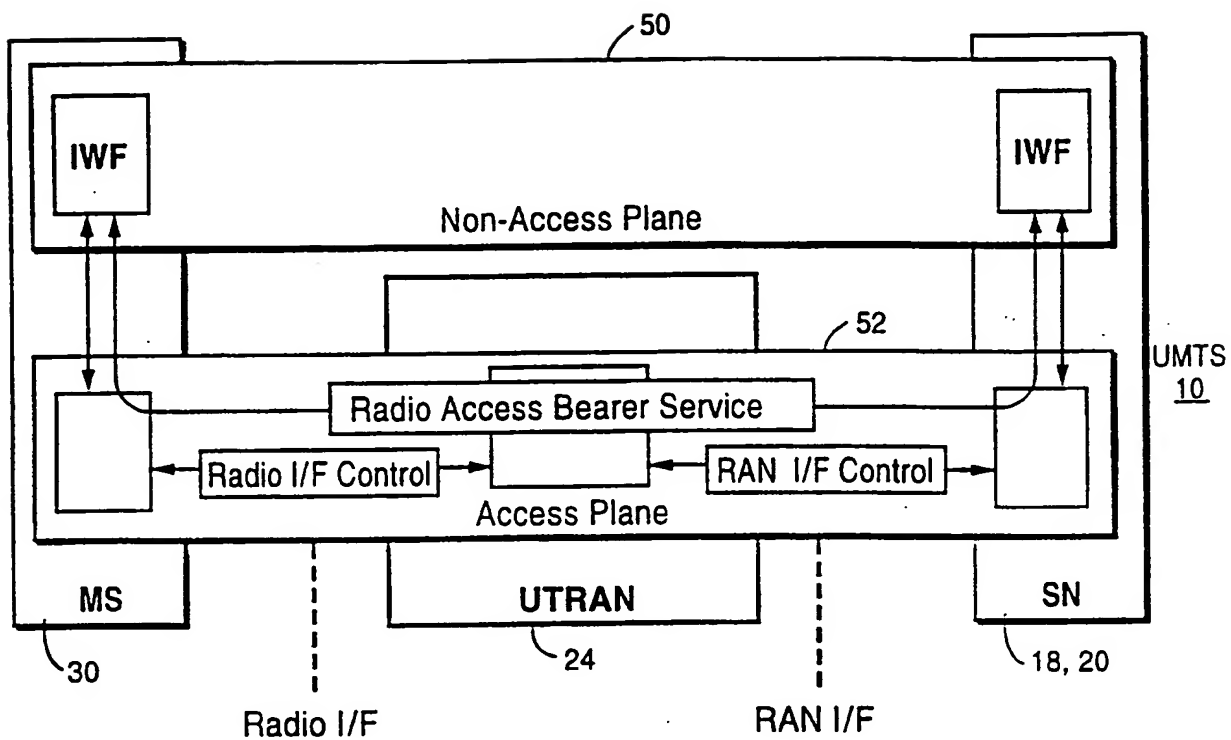 50
IWF
IWF
Non-Access Plane
52
UMTS
10
Radio Access Bearer Service
Radio I/F Control
RAN I/F Control
Access Plane
MS
UTRAN
SN
30
24
18, 20
Radio I/F
RAN I/F